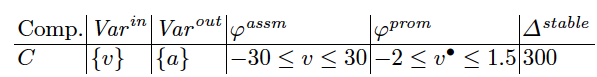 Comp. Var^in Var^out φ^assm φ^prom Δ^stable
C {v} {a} −30 ≤ v ≤ 30 −2 ≤ v^• ≤ 1.5 300